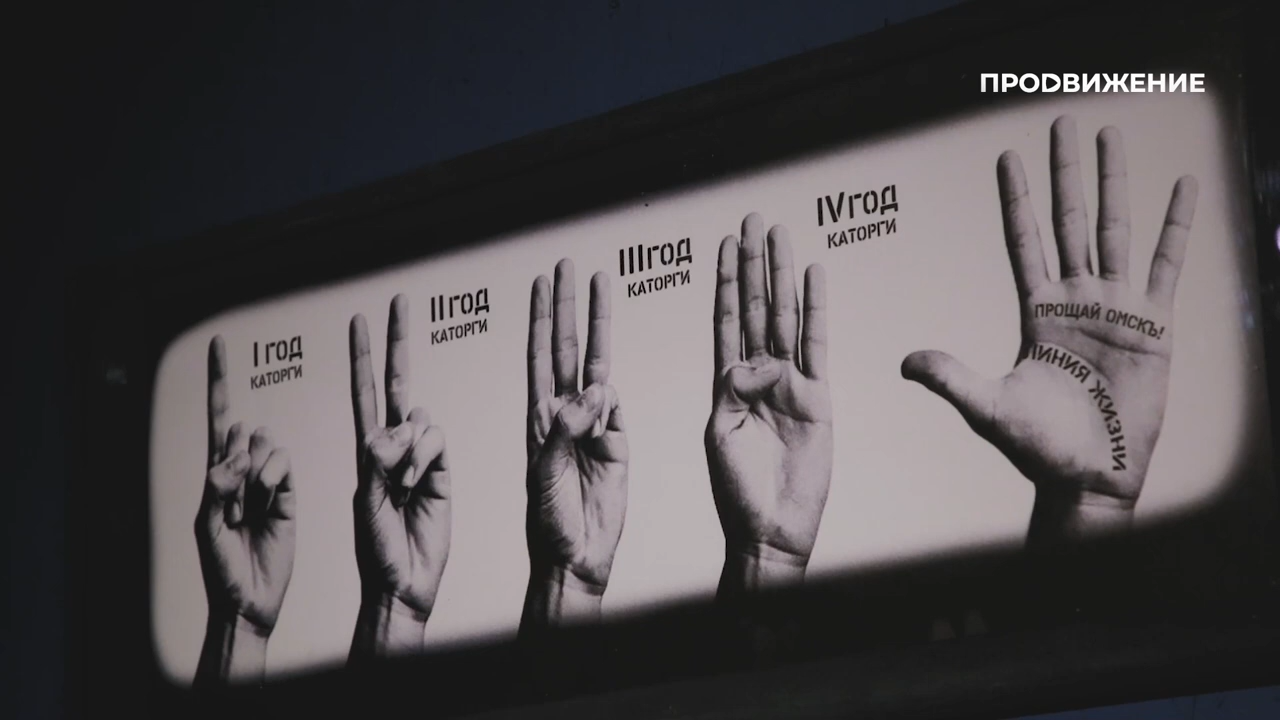 ПРОДВИЖЕНИЕ
I год
КАТОРГИ
II год
КАТОРГИ
III год
КАТОРГИ
IV год
КАТОРГИ
ПРОЩАЙ ОМСКЪ!
ЛИНИЯ ЖИЗНИ